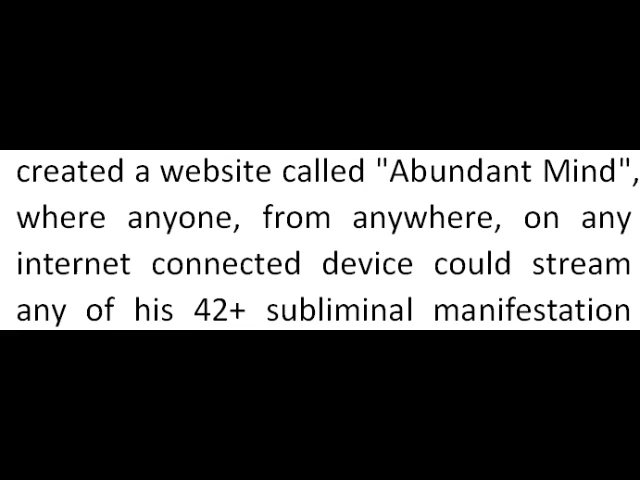 created a website called "Abundant Mind",
where anyone, from anywhere, on any
internet connected device could stream
any of his 42+ subliminal manifestation